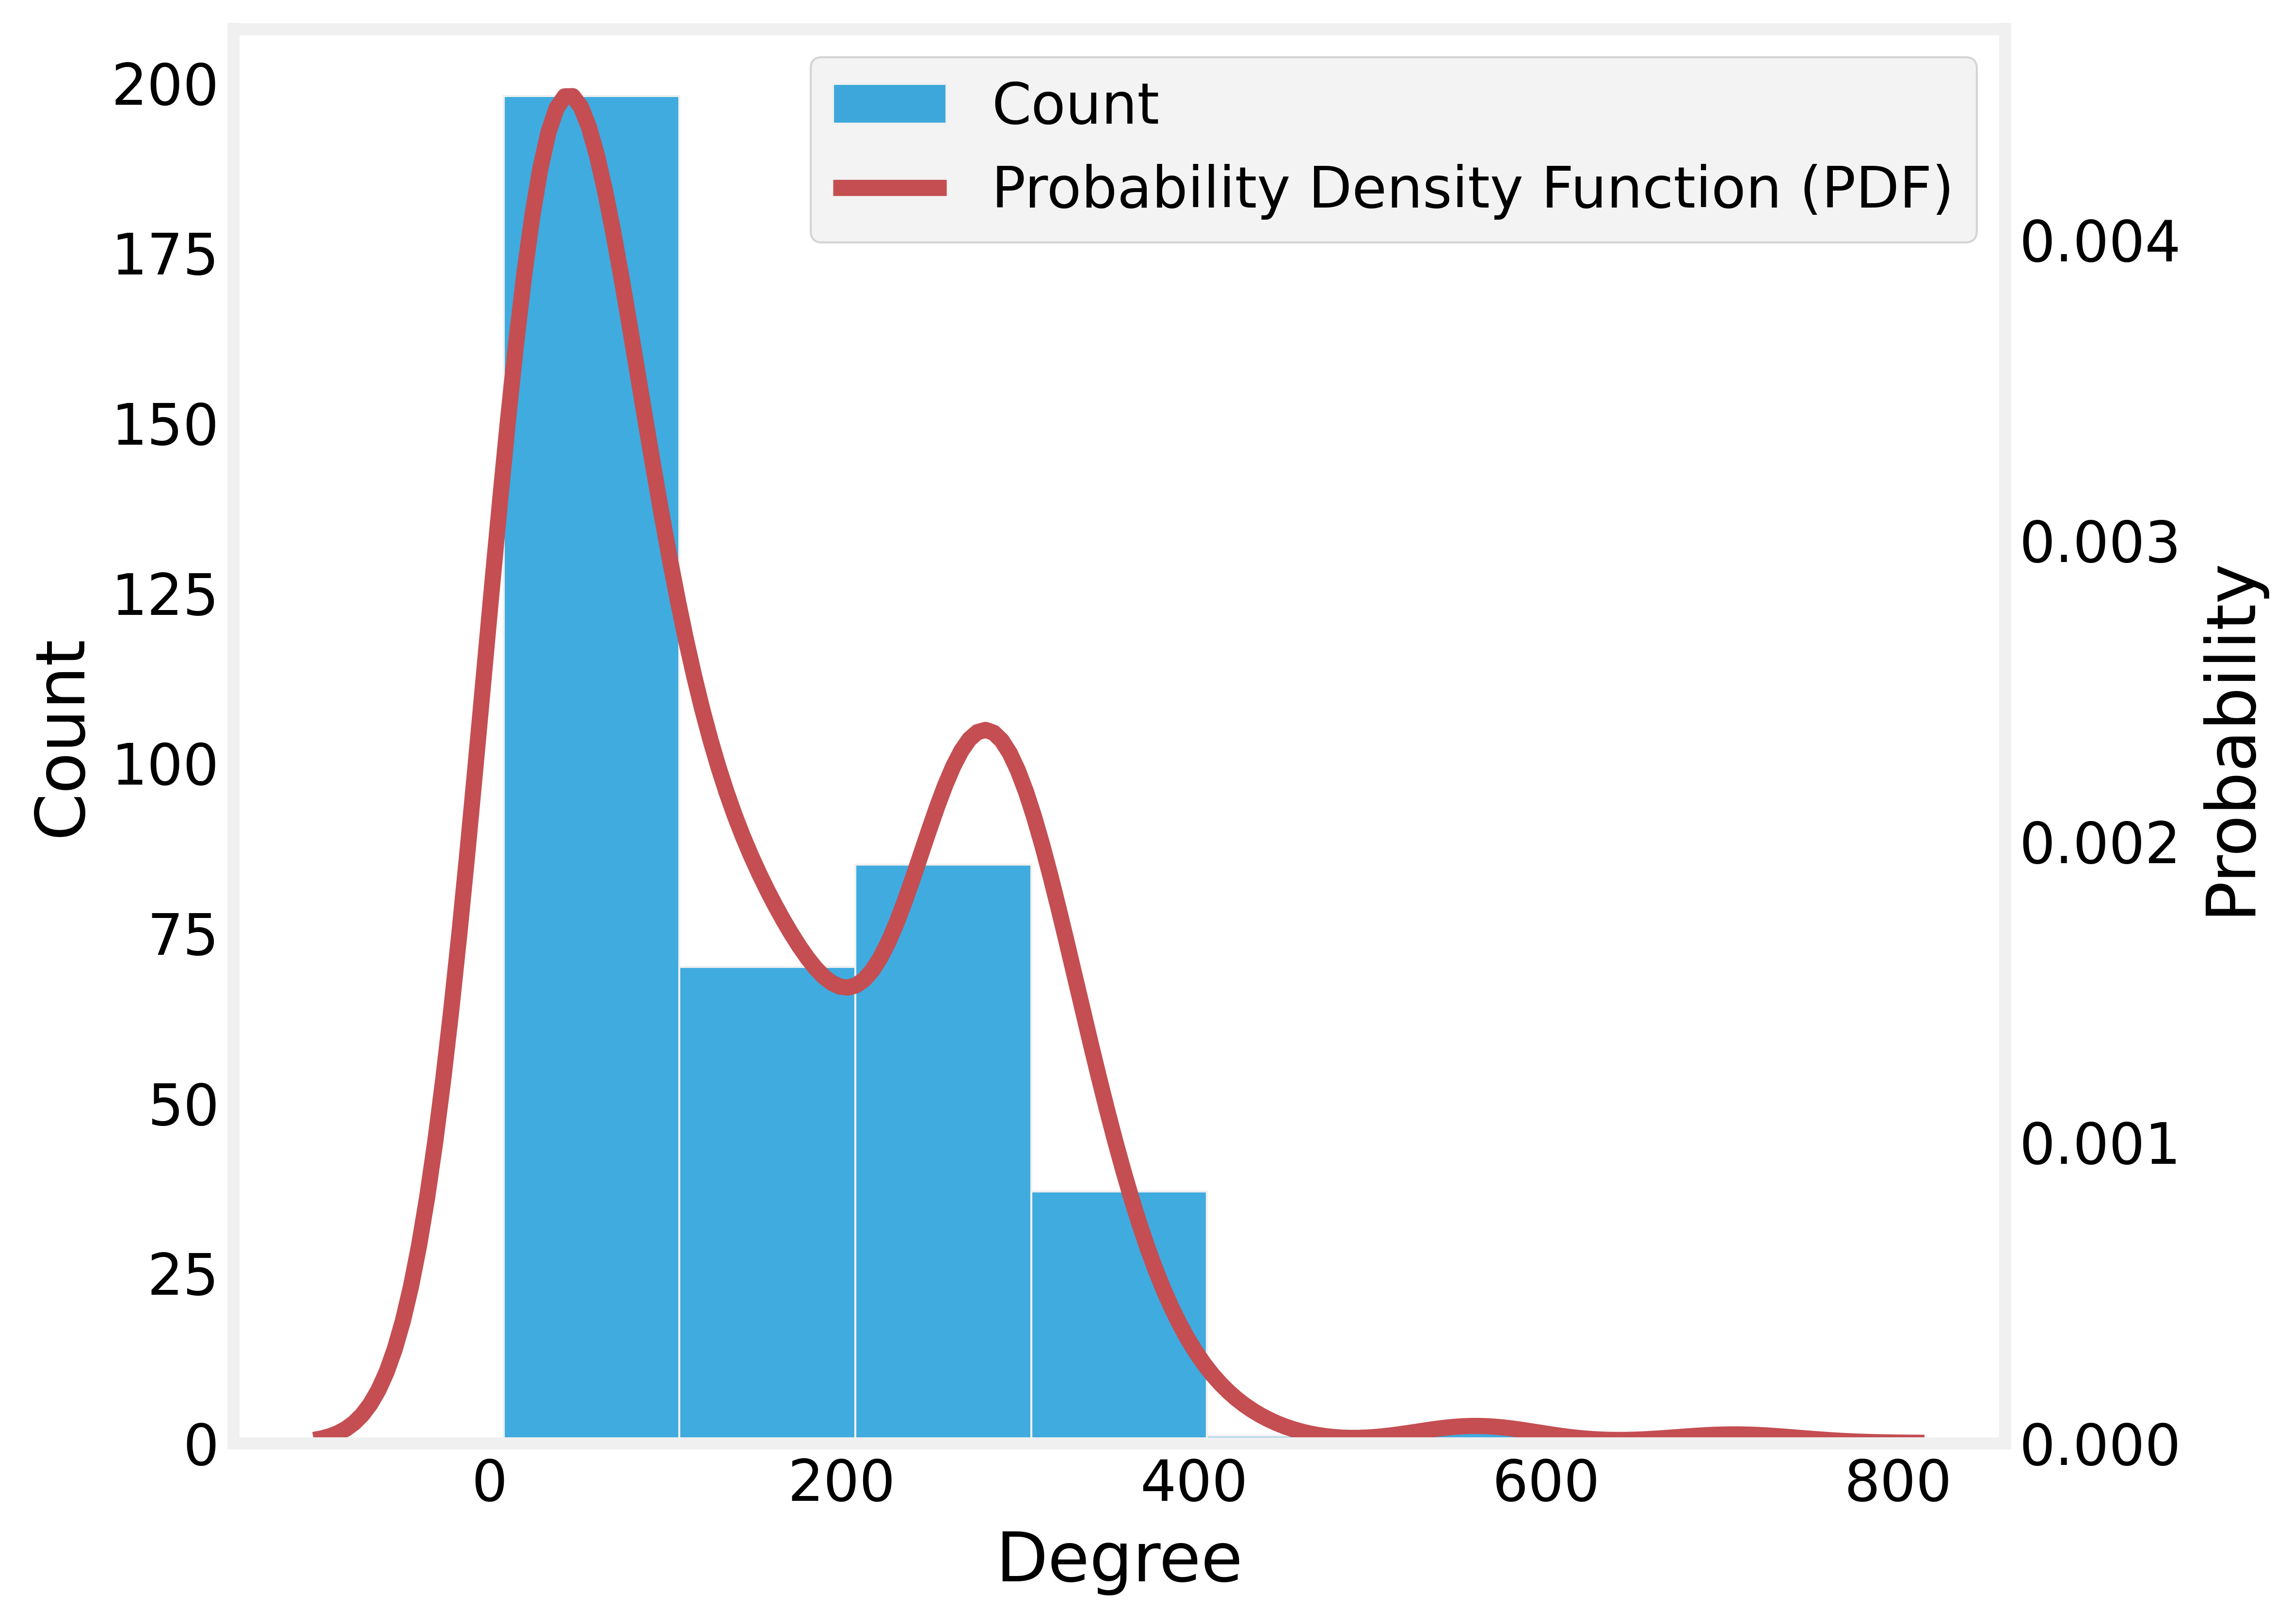 Count
Probability Density Function (PDF)
200
175
150
125
100
75
50
25
0
Count
0.004
0.003
0.002
0.001
0.000
Probability
0 200 400 600 800
Degree